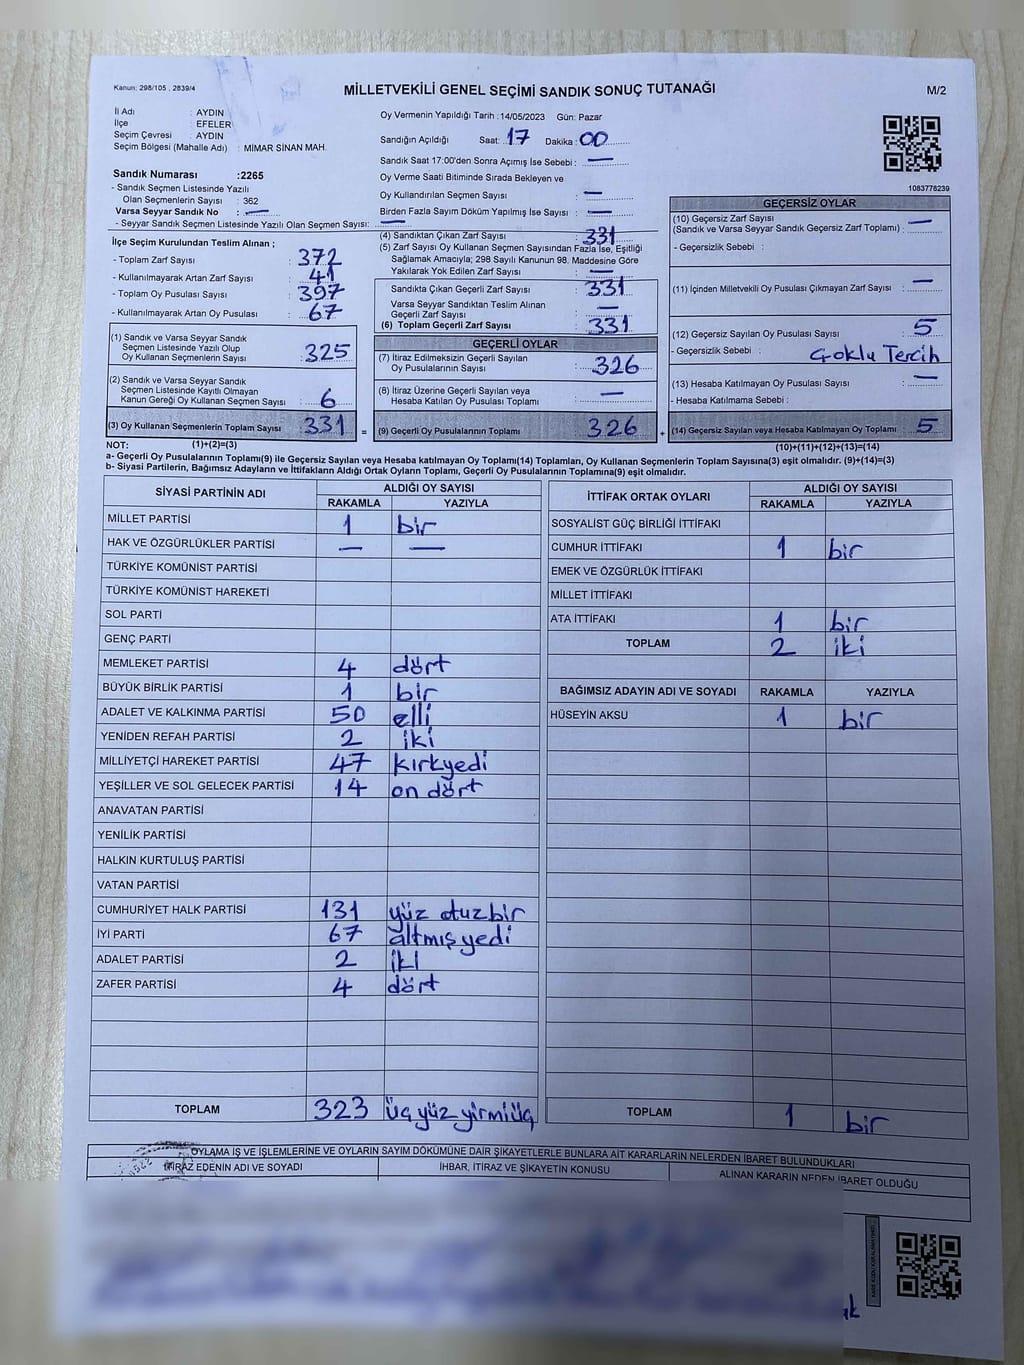 Kanun: 298/105 , 2839/4
MİLLETVEKİLİ GENEL SEÇİMİ SANDIK SONUÇ TUTANAĞI
M/2
İl Adı : AYDIN
İlçe : EFELER
Seçim Çevresi : AYDIN
Seçim Bölgesi (Mahalle Adı) : MİMAR SİNAN MAH.
Sandık Numarası :2265
- Sandık Seçmen Listesinde Yazılı
Olan Seçmenlerin Sayısı : 362
Varsa Seyyar Sandık No : —
- Seyyar Sandık Seçmen Listesinde Yazılı Olan Seçmen Sayısı: —
Oy Vermenin Yapıldığı Tarih : 14/05/2023 Gün: Pazar
Sandığın Açıldığı Saat: 17 Dakika: 00
Sandık Saat 17:00'den Sonra Açımış İse Sebebi : —
Oy Verme Saati Bitiminde Sırada Bekleyen ve
Oy Kullandırılan Seçmen Sayısı : —
Birden Fazla Sayım Döküm Yapılmış İse Sayısı : —
1083778239
İlçe Seçim Kurulundan Teslim Alınan ;
- Toplam Zarf Sayısı : 372
- Kullanılmayarak Artan Zarf Sayısı : 41
- Toplam Oy Pusulası Sayısı : 397
- Kullanılmayarak Artan Oy Pusulası : 67
(1) Sandık ve Varsa Seyyar Sandık
Seçmen Listesinde Yazılı Olup
Oy Kullanan Seçmenlerin Sayısı : 325
(2) Sandık ve Varsa Seyyar Sandık
Seçmen Listesinde Kayıtlı Olmayan
Kanun Gereği Oy Kullanan Seçmen Sayısı : 6
(3) Oy Kullanan Seçmenlerin Toplam Sayısı : 331
(4) Sandıktan Çıkan Zarf Sayısı : 331
(5) Zarf Sayısı Oy Kullanan Seçmen Sayısından Fazla İse, Eşitliği
Sağlamak Amacıyla; 298 Sayılı Kanunun 98. Maddesine Göre
Yakılarak Yok Edilen Zarf Sayısı : —
Sandıkta Çıkan Geçerli Zarf Sayısı : 331
Varsa Seyyar Sandıktan Teslim Alınan
Geçerli Zarf Sayısı : —
(6) Toplam Geçerli Zarf Sayısı : 331
GEÇERLİ OYLAR
(7) İtiraz Edilmeksizin Geçerli Sayılan
Oy Pusulalarının Sayısı : 326
(8) İtiraz Üzerine Geçerli Sayılan veya
Hesaba Katılan Oy Pusulası Toplamı : —
= (9) Geçerli Oy Pusulalarının Toplamı : 326
GEÇERSİZ OYLAR
(10) Geçersiz Zarf Sayısı
(Sandık ve Varsa Seyyar Sandık Geçersiz Zarf Toplamı) : —
- Geçersizlik Sebebi :
(11) İçinden Milletvekili Oy Pusulası Çıkmayan Zarf Sayısı : —
(12) Geçersiz Sayılan Oy Pusulası Sayısı : 5
- Geçersizlik Sebebi : Çoklu Tercih
(13) Hesaba Katılmayan Oy Pusulası Sayısı : —
- Hesaba Katılmama Sebebi :
+ (14) Geçersiz Sayılan veya Hesaba Katılmayan Oy Toplamı : 5
NOT: (1)+(2)=(3)
(10)+(11)+(12)+(13)=(14)
a- Geçerli Oy Pusulasının Toplamı(9) ile Geçersiz Sayılan veya Hesaba katılmayan Oy Toplamı(14) Toplamları, Oy Kullanan Seçmenlerin Toplam Sayısına(3) eşit olmalıdır. (9)+(14)=(3)
b- Siyasi Partilerin, Bağımsız Adayların ve İttifakların Aldığı Ortak Oyların Toplamı, Geçerli Oy Pusulalarının Toplamına(9) eşit olmalıdır.
SİYASİ PARTİNİN ADI ALDIĞI OY SAYISI
RAKAMLA YAZIYLA
MİLLET PARTİSİ 1 bir
HAK VE ÖZGÜRLÜKLER PARTİSİ — —
TÜRKİYE KOMÜNİST PARTİSİ
TÜRKİYE KOMÜNİST HAREKETİ
SOL PARTİ
GENÇ PARTİ
MEMLEKET PARTİSİ 4 dört
BÜYÜK BİRLİK PARTİSİ 1 bir
ADALET VE KALKINMA PARTİSİ 50 elli
YENİDEN REFAH PARTİSİ 2 iki
MİLLİYETÇİ HAREKET PARTİSİ 47 kırkyedi
YEŞİLLER VE SOL GELECEK PARTİSİ 14 on dört
ANAVATAN PARTİSİ
YENİLİK PARTİSİ
HALKIN KURTULUŞ PARTİSİ
VATAN PARTİSİ
CUMHURİYET HALK PARTİSİ 131 yüz otuzbir
İYİ PARTİ 67 altmış yedi
ADALET PARTİSİ 2 iki
ZAFER PARTİSİ 4 dört
TOPLAM 323 üç yüz yirmiüç
İTTİFAK ORTAK OYLARI ALDIĞI OY SAYISI
RAKAMLA YAZIYLA
SOSYALİST GÜÇ BİRLİĞİ İTTİFAKI
CUMHUR İTTİFAKI 1 bir
EMEK VE ÖZGÜRLÜK İTTİFAKI
MİLLET İTTİFAKI
ATA İTTİFAKI 1 bir
TOPLAM 2 iki
BAĞIMSIZ ADAYIN ADI VE SOYADI RAKAMLA YAZIYLA
HÜSEYİN AKSU 1 bir
TOPLAM 1 bir
OYLAMA İŞ VE İŞLEMLERİNE VE OYLARIN SAYIM DÖKÜMÜNE DAİR ŞİKAYETLERLE BUNLARA AİT KARARLARIN NELERDEN İBARET BULUNDUKLARI
İTİRAZ EDENİN ADI VE SOYADI İHBAR, İTİRAZ VE ŞİKAYETİN KONUSU ALINAN KARARIN NEDEN İBARET OLDUĞU